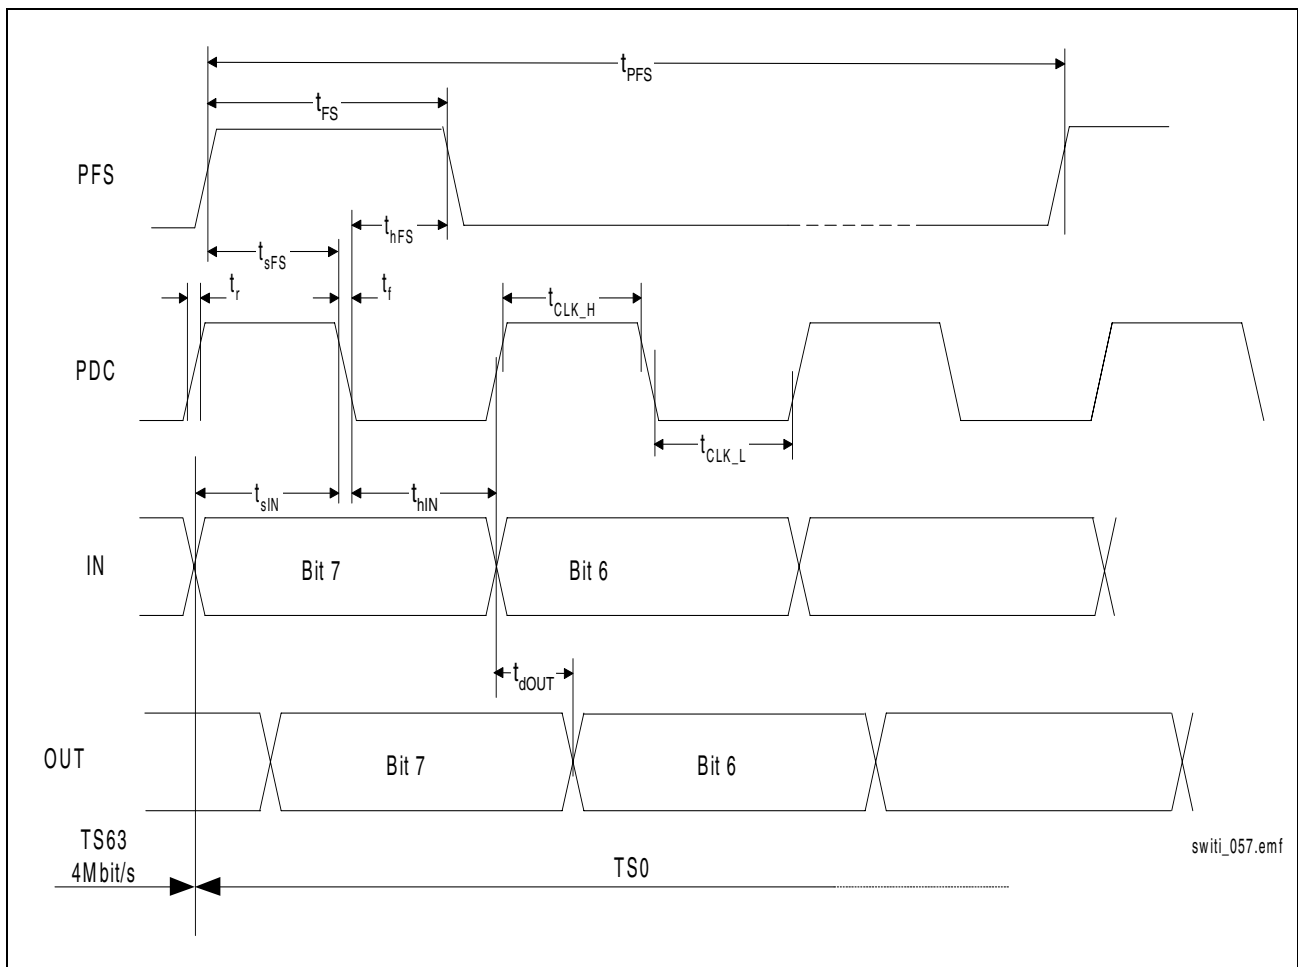 tPFS
tFS
PFS
thFS
tsFS
tr
tf
tCLK_H
PDC
tCLK_L
tsIN
thIN
IN
Bit 7
Bit 6
tdOUT
OUT
Bit 7
Bit 6
TS63
4Mbit/s
TS0
switi_057.emf